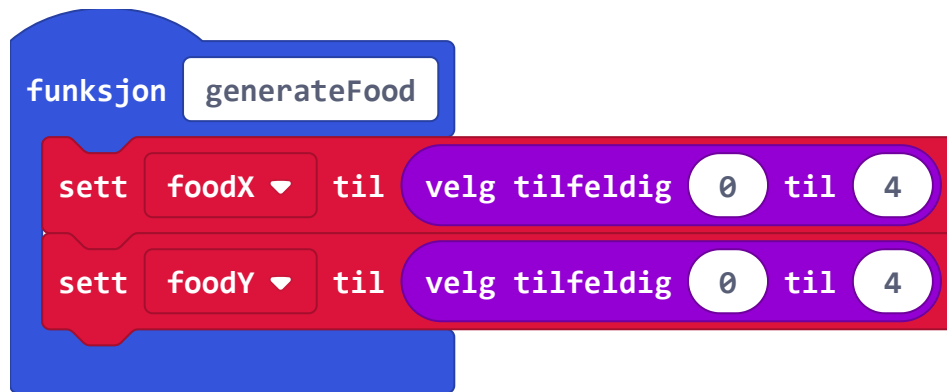 funksjon generateFood
sett foodX til velg tilfeldig 0 til 4
sett foodY til velg tilfeldig 0 til 4